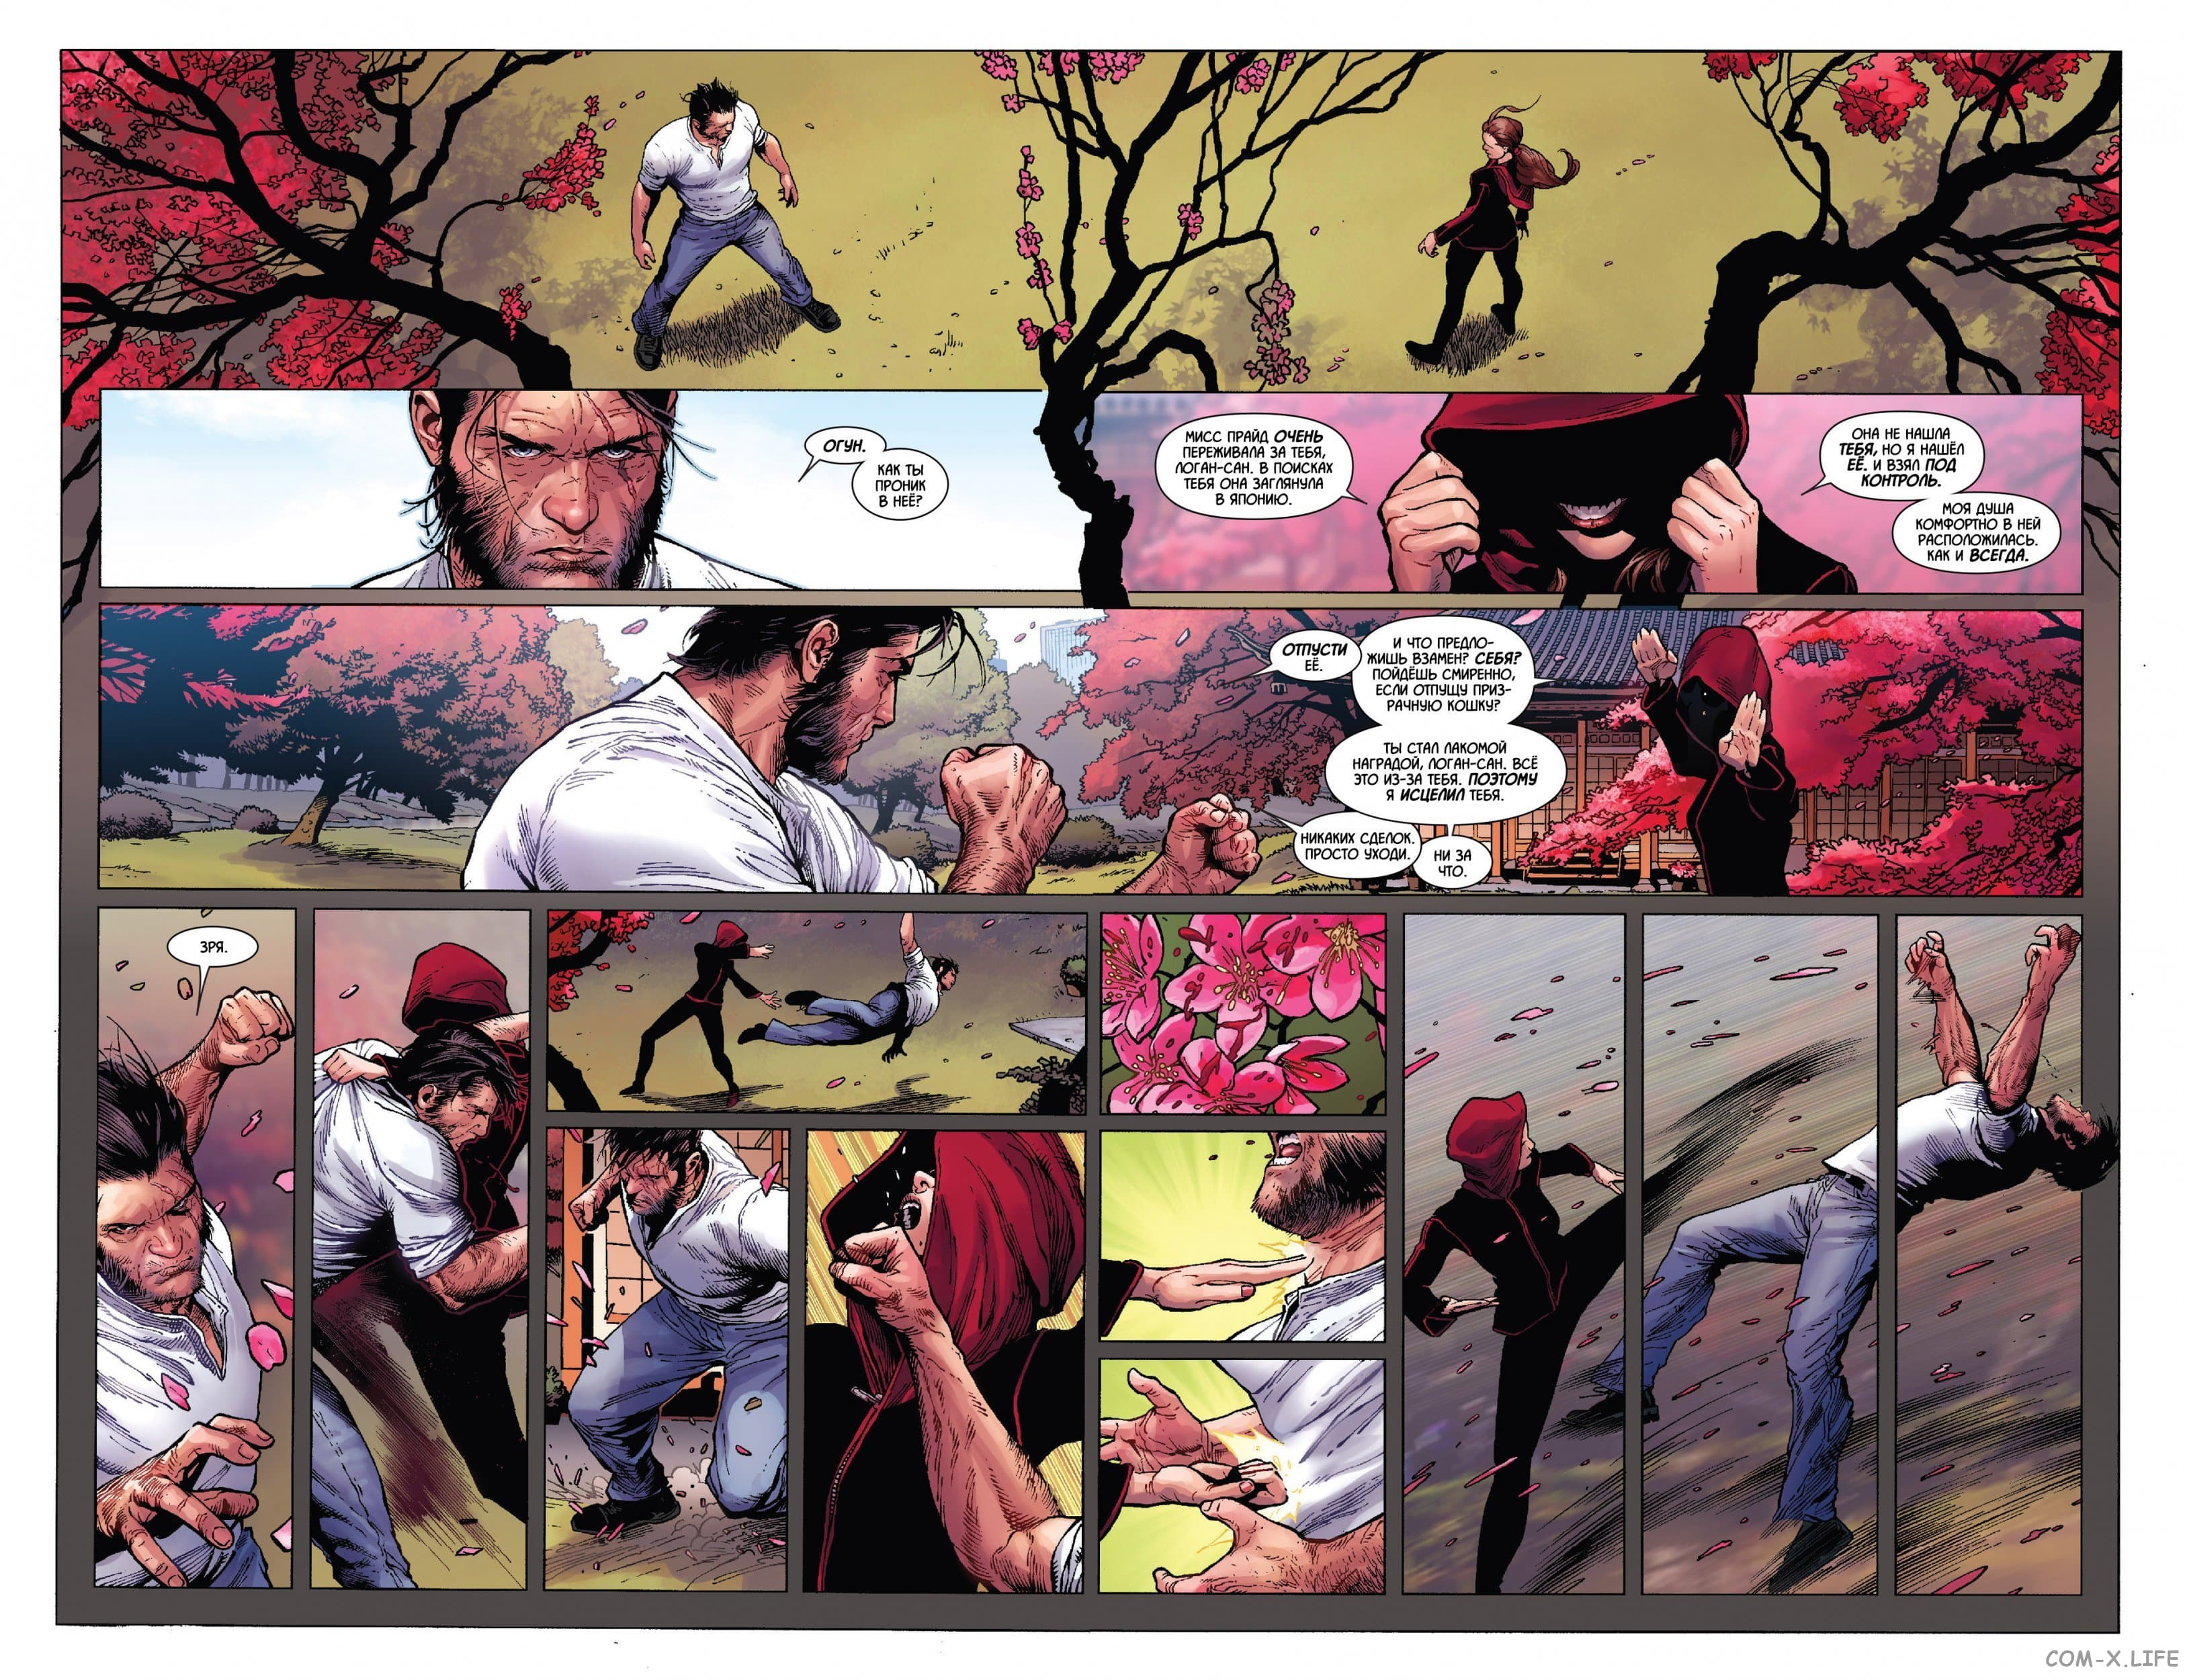 ОГУН.
КАК ТЫ
ПРОНИК
В НЕЁ?
МИСС ПРАЙД ОЧЕНЬ
ПЕРЕЖИВАЛА ЗА ТЕБЯ,
ЛОГАН-САН. В ПОИСКАХ
ТЕБЯ ОНА ЗАГЛЯНУЛА
В ЯПОНИЮ.
ОНА НЕ НАШЛА
ТЕБЯ, НО Я НАШЁЛ
ЕЁ. И ВЗЯЛ ПОД
КОНТРОЛЬ.
МОЯ ДУША
КОМФОРТНО В НЕЙ
РАСПОЛОЖИЛАСЬ.
КАК И ВСЕГДА.
ОТПУСТИ
ЕЁ.
И ЧТО ПРЕДЛО-
ЖИШЬ ВЗАМЕН? СЕБЯ?
ПОЙДЁШЬ СМИРЕННО,
ЕСЛИ ОТПУЩУ ПРИЗ-
РАЧНУЮ КОШКУ?
ТЫ СТАЛ ЛАКОМОЙ
НАГРАДОЙ, ЛОГАН-САН. ВСЁ
ЭТО ИЗ-ЗА ТЕБЯ. ПОЭТОМУ
Я ИСЦЕЛИЛ ТЕБЯ.
НИКАКИХ СДЕЛОК.
ПРОСТО УХОДИ.
НИ ЗА
ЧТО.
ЗРЯ.
COM-X.LIFE